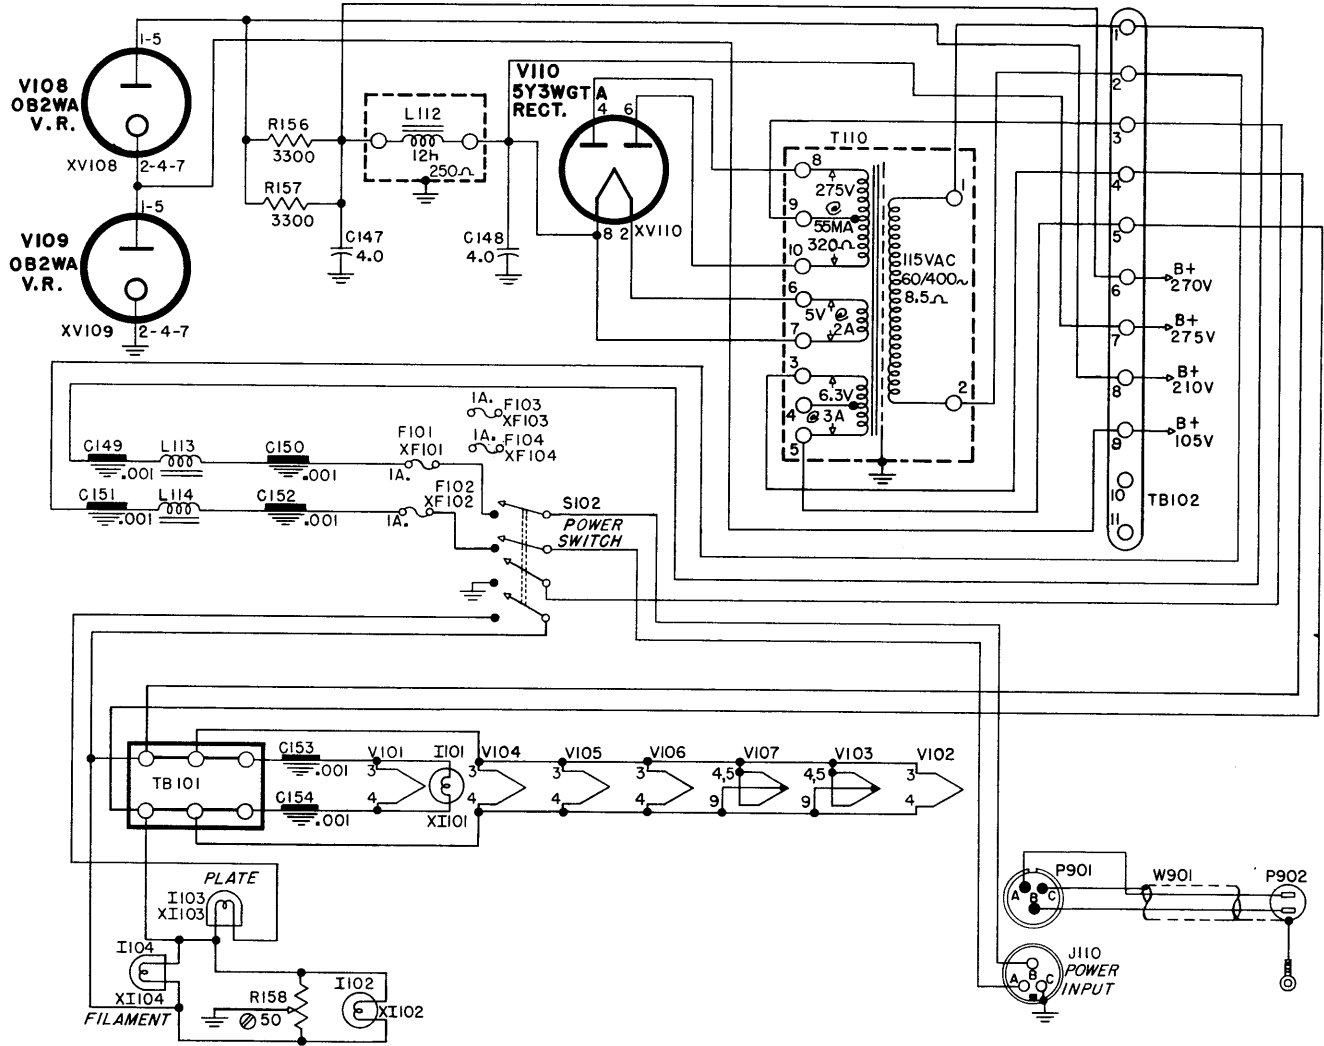 1-5
V108
OB2WA
V.R.
XV108
2-4-7
1-5
V109
OB2WA
V.R.
XV109
2-4-7
R156
3300
R157
3300
L112
12h
250Ω
C147
4.0
C148
4.0
V110
5Y3WGTA
RECT.
4 6
8 2
XV110
T110
8
275V
@
9
55MA
320Ω
10
6
5V @
2A
7
3
6.3V
4
@ 3A
5
1
115VAC
60/400~
8.5Ω
2
1
2
3
4
5
6
B+
270V
7
B+
275V
8
B+
210V
9
B+
105V
10
TB102
11
1A. F103
XF103
1A. F104
XF104
C149
.001
L113
C150
.001
F101
XF101
1A.
C151
.001
L114
C152
.001
F102
XF102
1A.
S102
POWER
SWITCH
TB101
C153
.001
C154
.001
V101
3
4
I101
XI101
V104
3
4
V105
3
4
V106
3
4
V107
4,5
9
V103
4,5
9
V102
3
4
PLATE
I103
XI103
I104
XI104
FILAMENT
R158
50
I102
XI102
P901
A B C
W901
P902
J110
POWER
INPUT
A B C